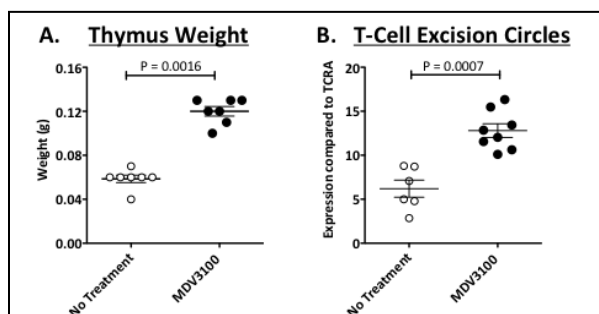 A. Thymus Weight
P = 0.0016
Weight (g)
0.16
0.12
0.08
0.04
0.00
No Treatment
MDV3100
B. T-Cell Excision Circles
P = 0.0007
Expression compared to TCRA
20
15
10
5
0
No Treatment
MDV3100